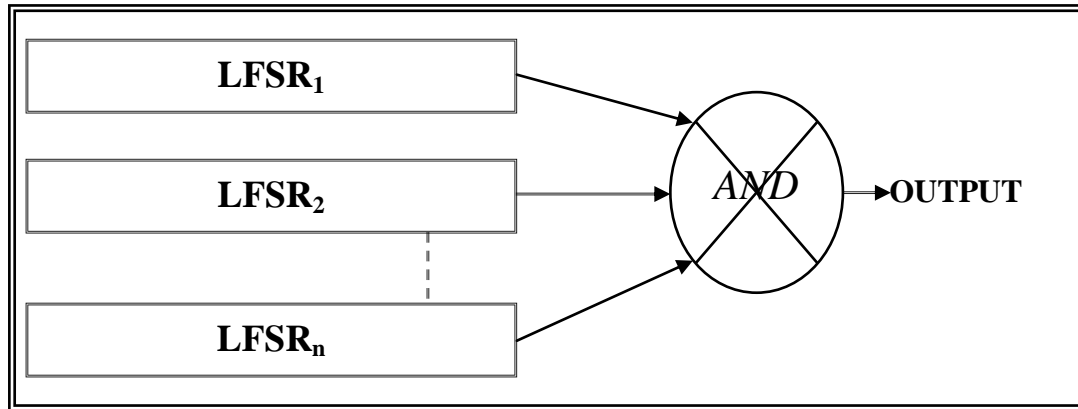 LFSR₁
LFSR₂
AND
OUTPUT
LFSRₙ